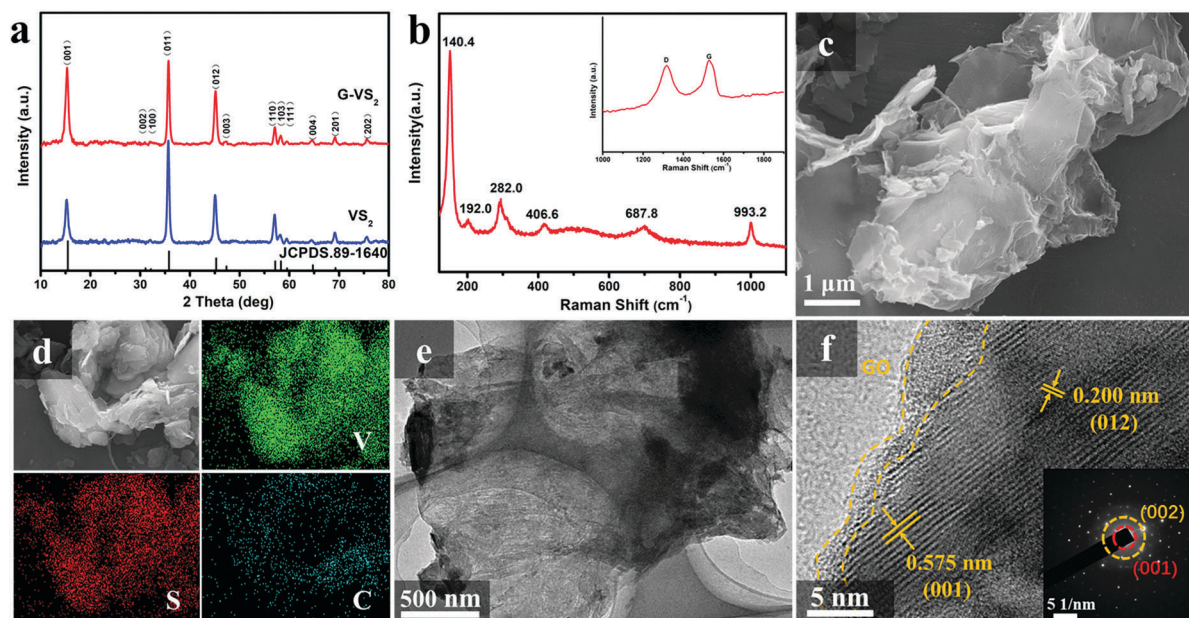 a
Intensity (a.u.)
(001)
(002)
(100)
(011)
(012)
(003)
(110)
(103)
(111)
(004)
(201)
(202)
G-VS2
VS2
JCPDS.89-1640
10 20 30 40 50 60 70 80
2 Theta (deg)
b
Intensity(a.u.)
140.4
192.0
282.0
406.6
687.8
993.2
200 400 600 800 1000
Raman Shift (cm-1)
Intensity (a.u.)
D
G
1000 1200 1400 1600 1800
Raman Shift (cm-1)
c
1 μm
d
V
S
C
e
500 nm
f
GO
0.200 nm
(012)
0.575 nm
(001)
5 nm
(002)
(001)
5 1/nm